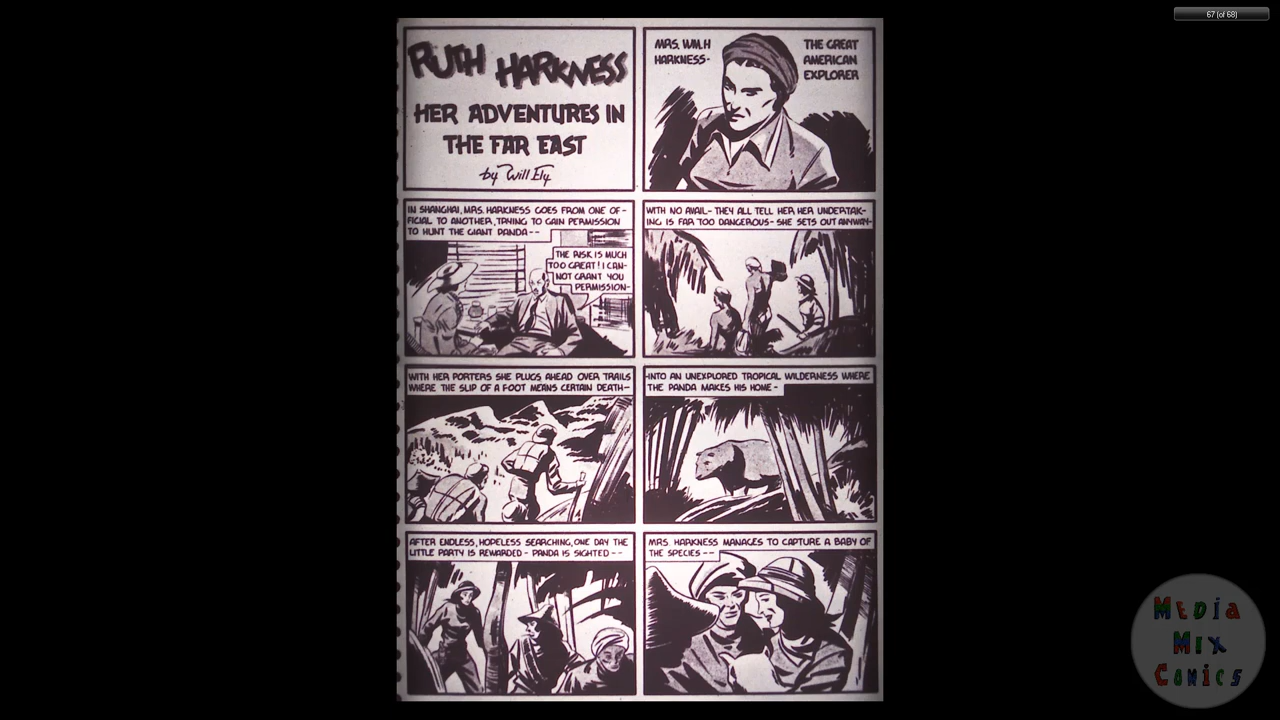 67 (of 68)
RUTH HARKNESS
HER ADVENTURES IN
THE FAR EAST
by Will Ely
MRS. WM.H
HARKNESS-
THE GREAT
AMERICAN
EXPLORER
IN SHANGHAI, MRS. HARKNESS GOES FROM ONE OF-
FICIAL TO ANOTHER, TRYING TO GAIN PERMISSION
TO HUNT THE GIANT PANDA--
THE RISK IS MUCH
TOO GREAT! I CAN-
NOT GRANT YOU
PERMISSION-
WITH NO AVAIL- THEY ALL TELL HER HER UNDERTAK-
ING IS FAR TOO DANGEROUS- SHE SETS OUT ANYWAY-
WITH HER PORTERS SHE PLUGS AHEAD OVER TRAILS
WHERE THE SLIP OF A FOOT MEANS CERTAIN DEATH-
-INTO AN UNEXPLORED TROPICAL WILDERNESS WHERE
THE PANDA MAKES HIS HOME-
AFTER ENDLESS, HOPELESS SEARCHING, ONE DAY THE
LITTLE PARTY IS REWARDED - PANDA IS SIGHTED--
MRS HARKNESS MANAGES TO CAPTURE A BABY OF
THE SPECIES--
MEDiA
Mix
COMiCS